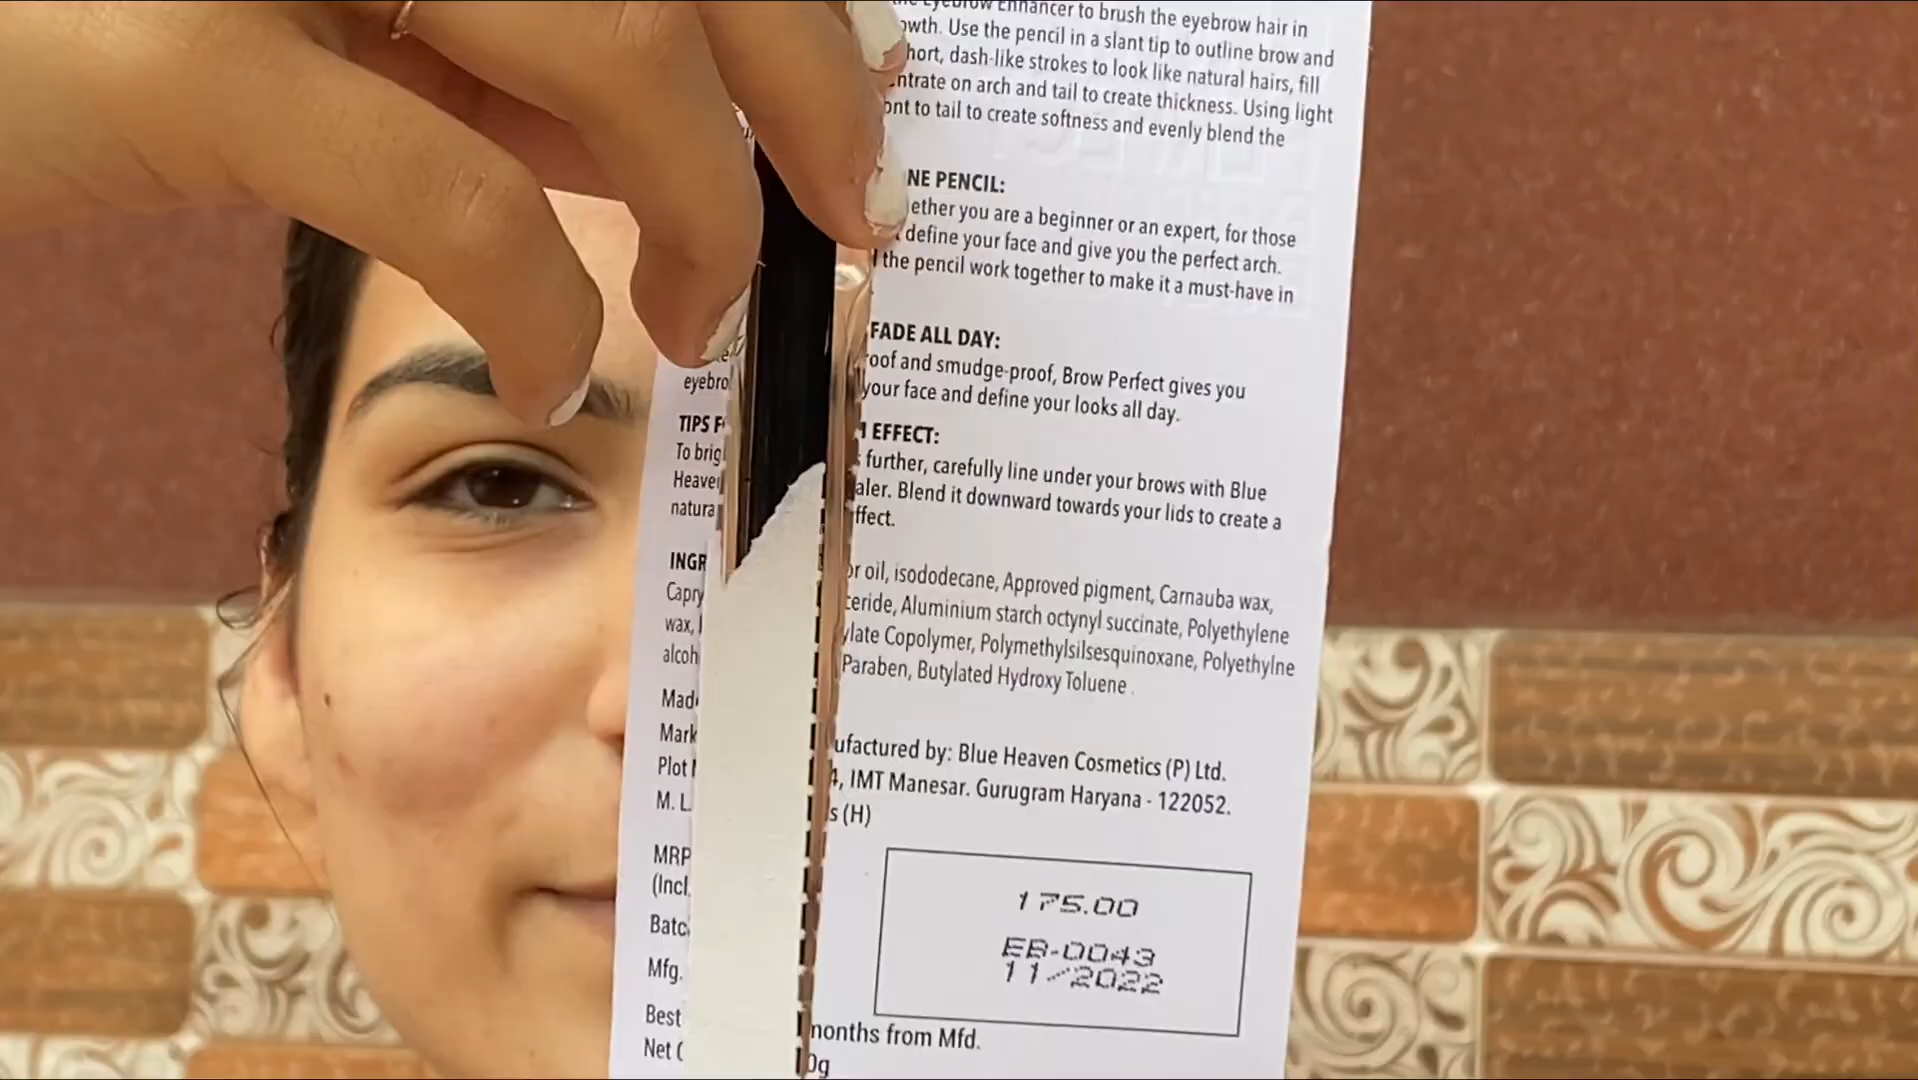 Eyebrow Enhancer to brush the eyebrow hair in
owth. Use the pencil in a slant tip to outline brow and
hort, dash-like strokes to look like natural hairs, fill
ntrate on arch and tail to create thickness. Using light
ont to tail to create softness and evenly blend the
NE PENCIL:
ether you are a beginner or an expert, for those
define your face and give you the perfect arch.
the pencil work together to make it a must-have in
FADE ALL DAY:
eyebro oof and smudge-proof, Brow Perfect gives you
your face and define your looks all day.
TIPS F EFFECT:
To brig further, carefully line under your brows with Blue
Heaven aler. Blend it downward towards your lids to create a
natura ffect.
INGR or oil, isododecane, Approved pigment, Carnauba wax,
Capry ceride, Aluminium starch octynyl succinate, Polyethylene
wax, ylate Copolymer, Polymethylsilsesquinoxane, Polyethylne
alcoh Paraben, Butylated Hydroxy Toluene
Mad
Mark ufactured by: Blue Heaven Cosmetics (P) Ltd.
Plot 4, IMT Manesar. Gurugram Haryana - 122052.
M. L. s (H)
MRP 175.00
(Incl.
Batc EB-0043
Mfg. 11/2022
Best months from Mfd.
Net 0g